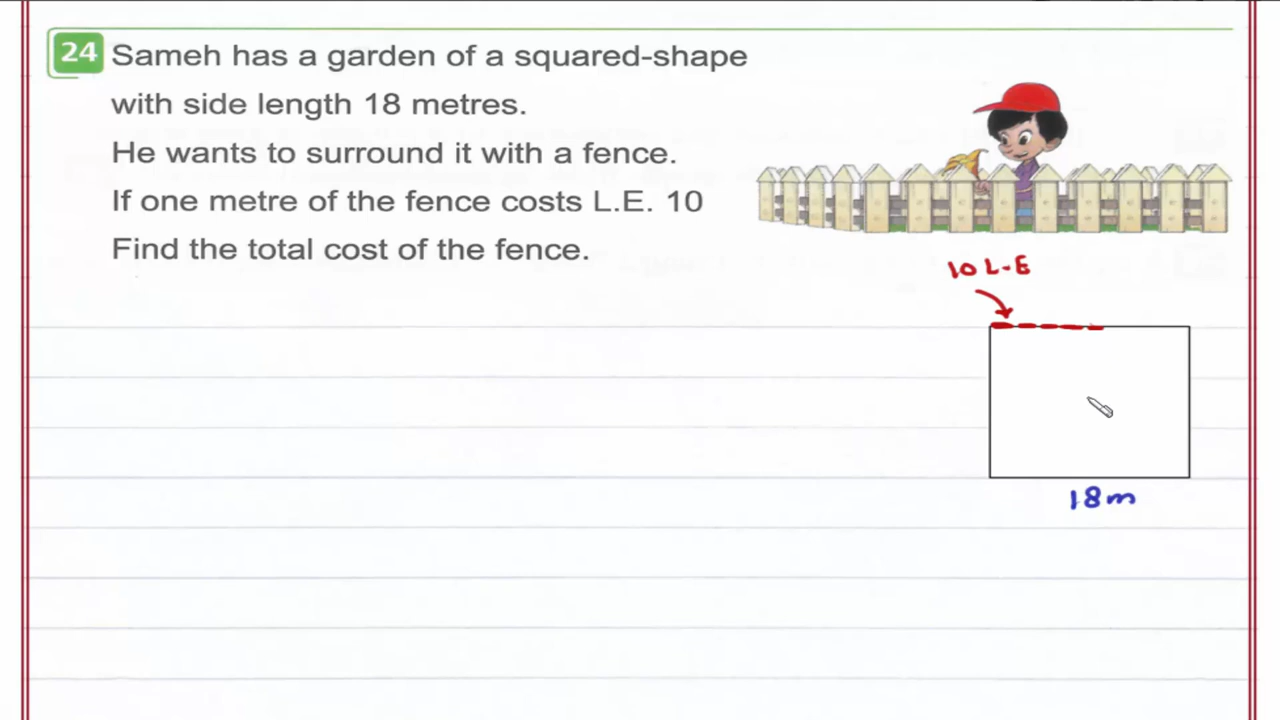 24 Sameh has a garden of a squared-shape
with side length 18 metres.
He wants to surround it with a fence.
If one metre of the fence costs L.E. 10
Find the total cost of the fence.
10 L-E
18m